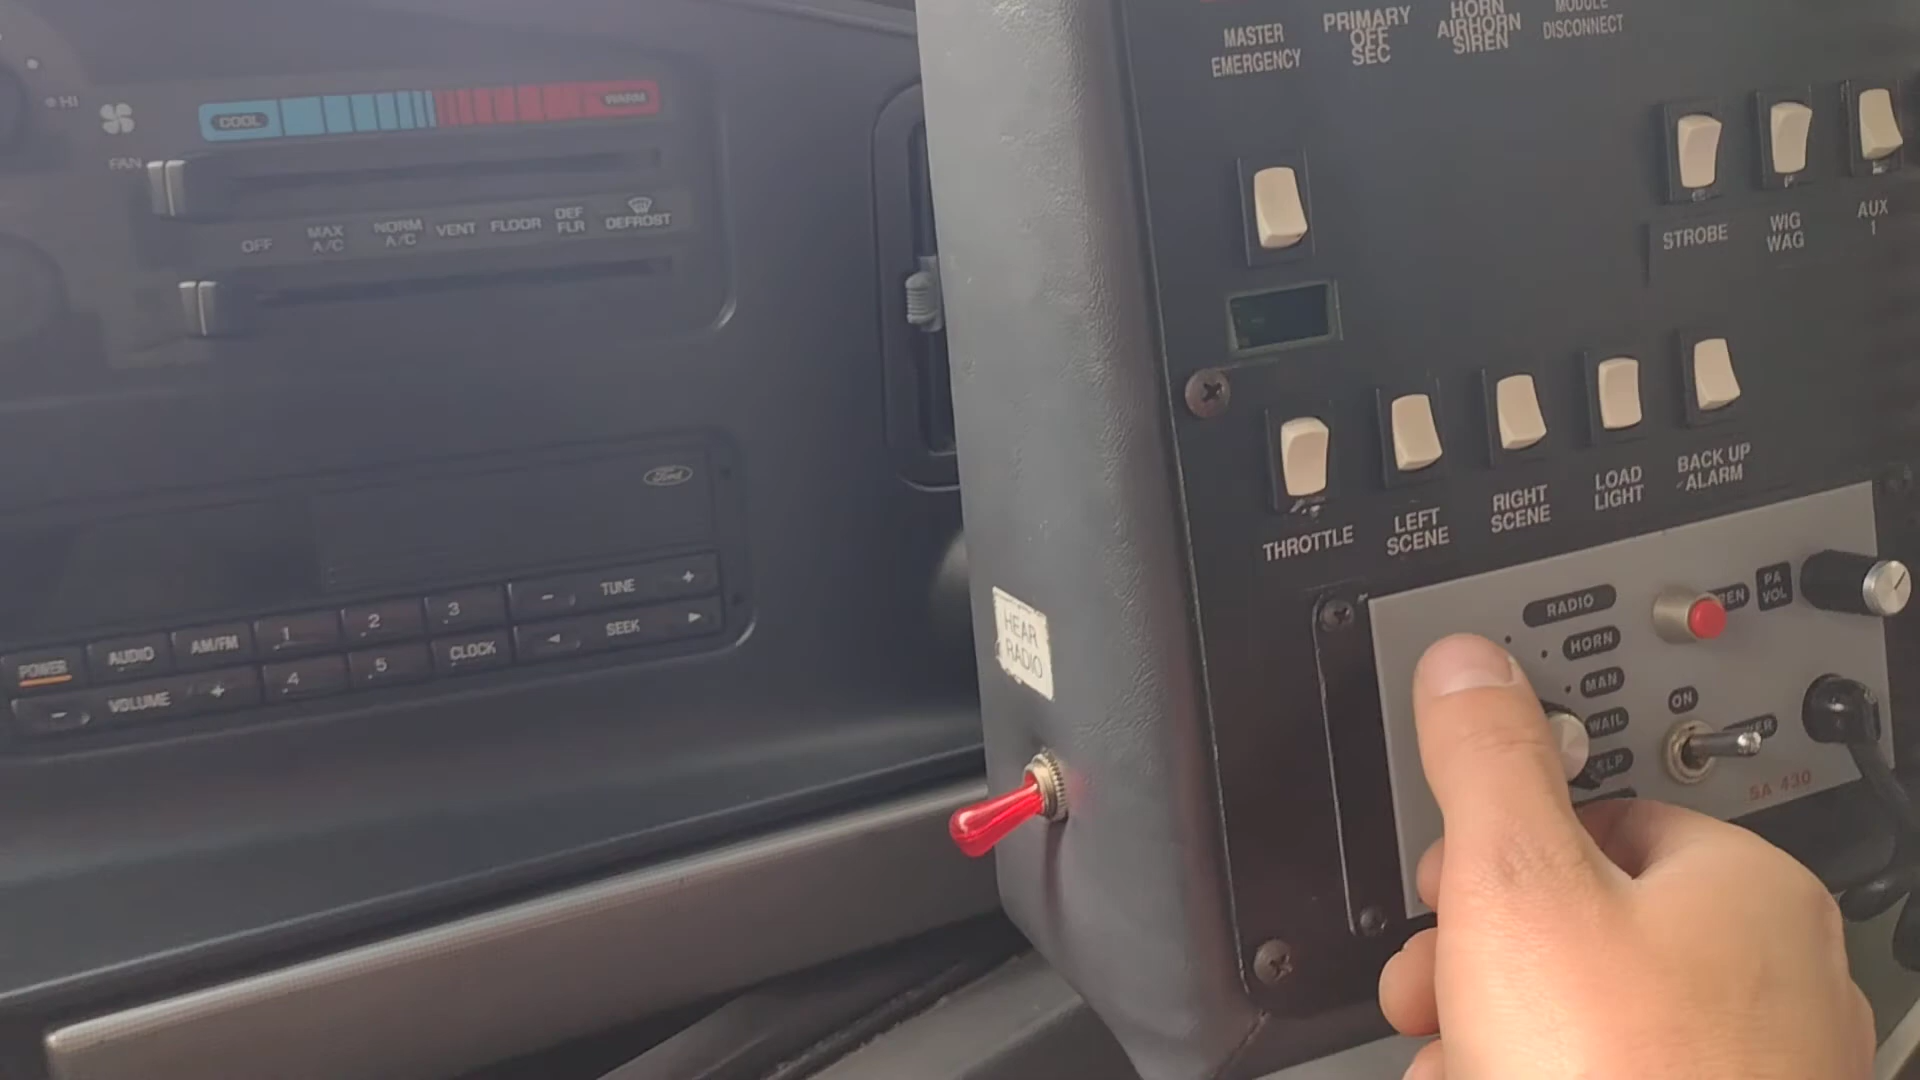 HI
COOL
WARM
FAN
OFF
MAX
A/C
NORM
A/C
VENT
FLOOR
DEF
FLR
DEFROST
Ford
POWER
AUDIO
AM/FM
1
2
3
- TUNE +
- VOLUME +
4
5
CLOCK
SEEK
HEAR
RADIO
MASTER
EMERGENCY
PRIMARY
OFF
SEC
HORN
AIRHORN
SIREN
MODULE
DISCONNECT
STROBE
WIG
WAG
AUX
1
THROTTLE
LEFT
SCENE
RIGHT
SCENE
LOAD
LIGHT
BACK UP
ALARM
RADIO
HORN
MAN
WAIL
PA
VOL
ON
SA 430